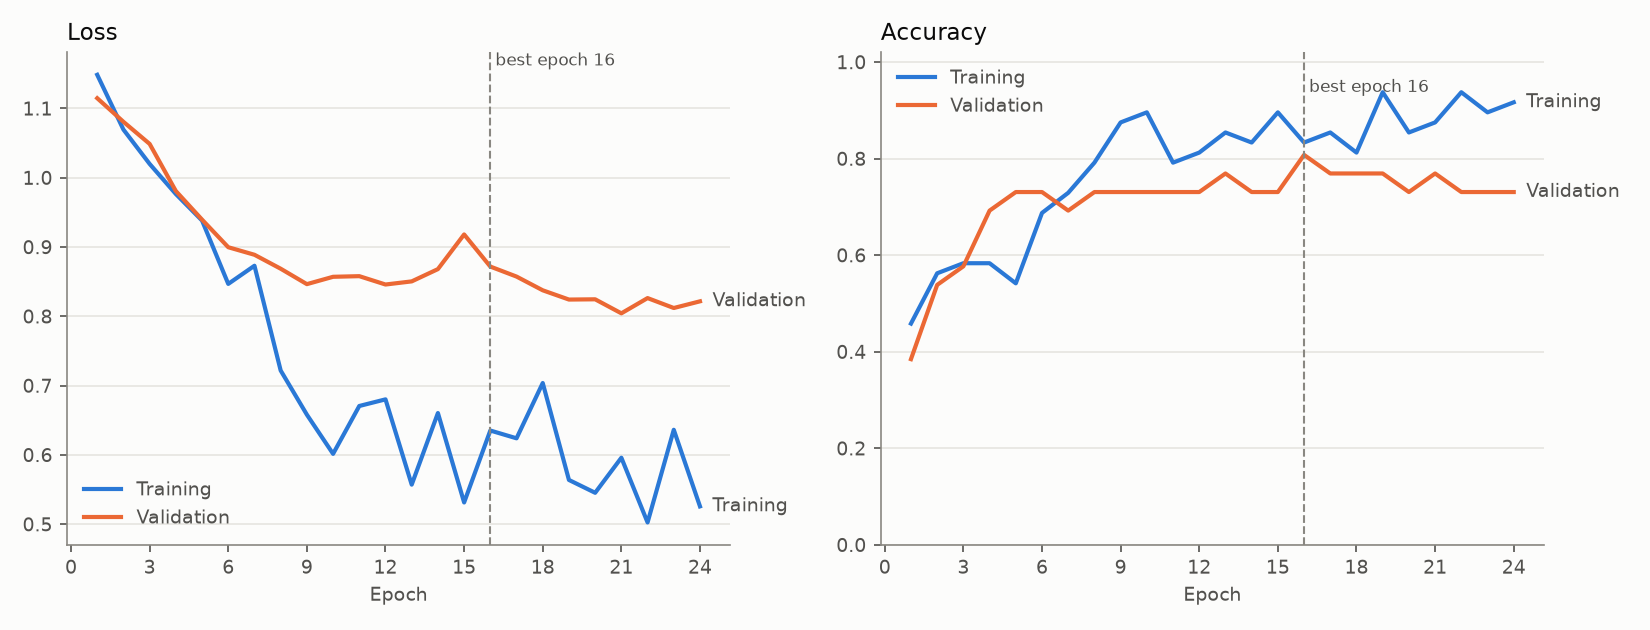 Loss
best epoch 16
1.1
1.0
0.9
0.8
0.7
0.6
0.5
Validation
Training
Training
Validation
0
3
6
9
12
15
18
21
24
Epoch
Accuracy
1.0
0.8
0.6
0.4
0.2
0.0
Training
Validation
best epoch 16
Training
Validation
0
3
6
9
12
15
18
21
24
Epoch